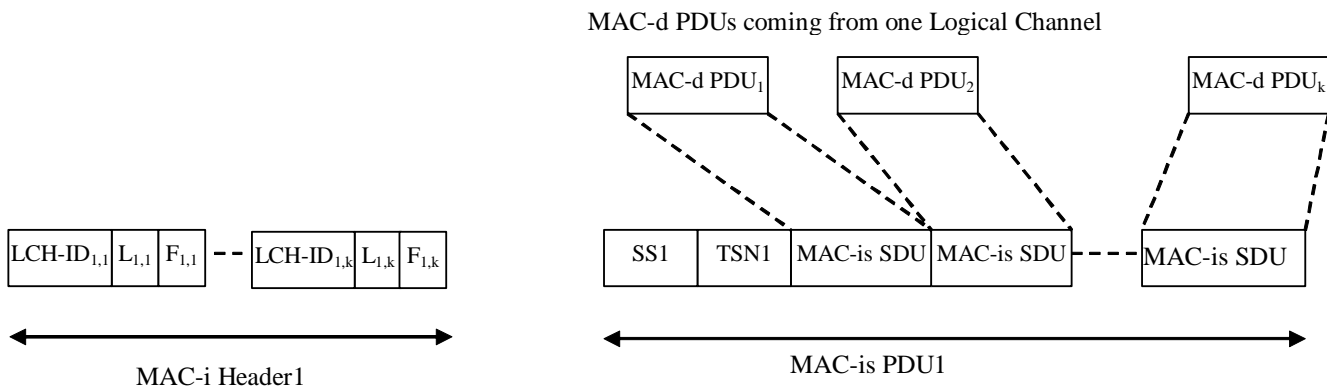 MAC-d PDUs coming from one Logical Channel
MAC-d PDU₁ MAC-d PDU₂ MAC-d PDUₖ
LCH-ID₁,₁ L₁,₁ F₁,₁ LCH-ID₁,ₖ L₁,ₖ F₁,ₖ SS1 TSN1 MAC-is SDU MAC-is SDU MAC-is SDU
MAC-i Header1
MAC-is PDU1